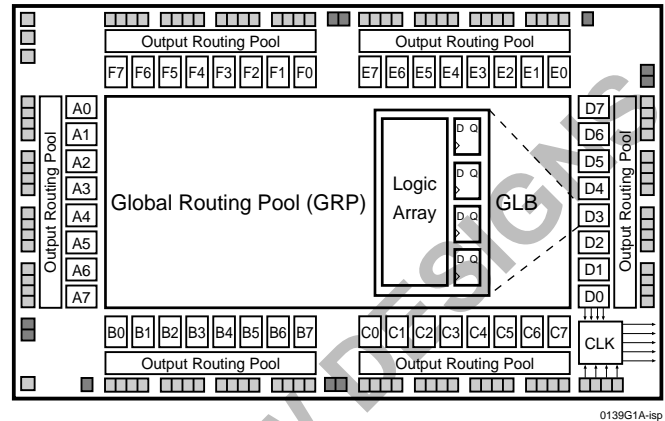 Output Routing Pool Output Routing Pool
F7 F6 F5 F4 F3 F2 F1 F0 E7 E6 E5 E4 E3 E2 E1 E0
Output Routing Pool
A0
A1
A2
A3
A4
A5
A6
A7
Global Routing Pool (GRP)
Logic
Array
D Q
D Q
D Q
D Q
GLB
D7
D6
D5
D4
D3
D2
D1
D0
Output Routing Pool
CLK
B0 B1 B2 B3 B4 B5 B6 B7 C0 C1 C2 C3 C4 C5 C6 C7
Output Routing Pool Output Routing Pool
DESIGNS
0139G1A-isp